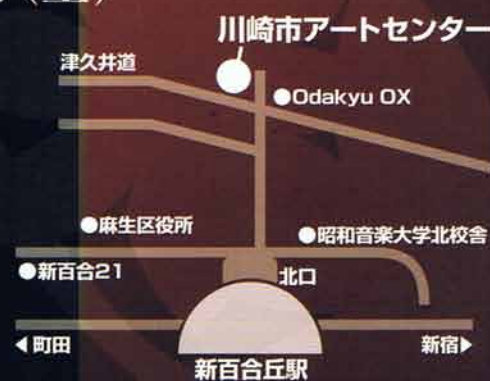 川崎市アートセンター
津久井道
●Odakyu OX
●麻生区役所
●昭和音楽大学北校舎
●新百合21
北口
◀町田
新宿▶
新百合丘駅